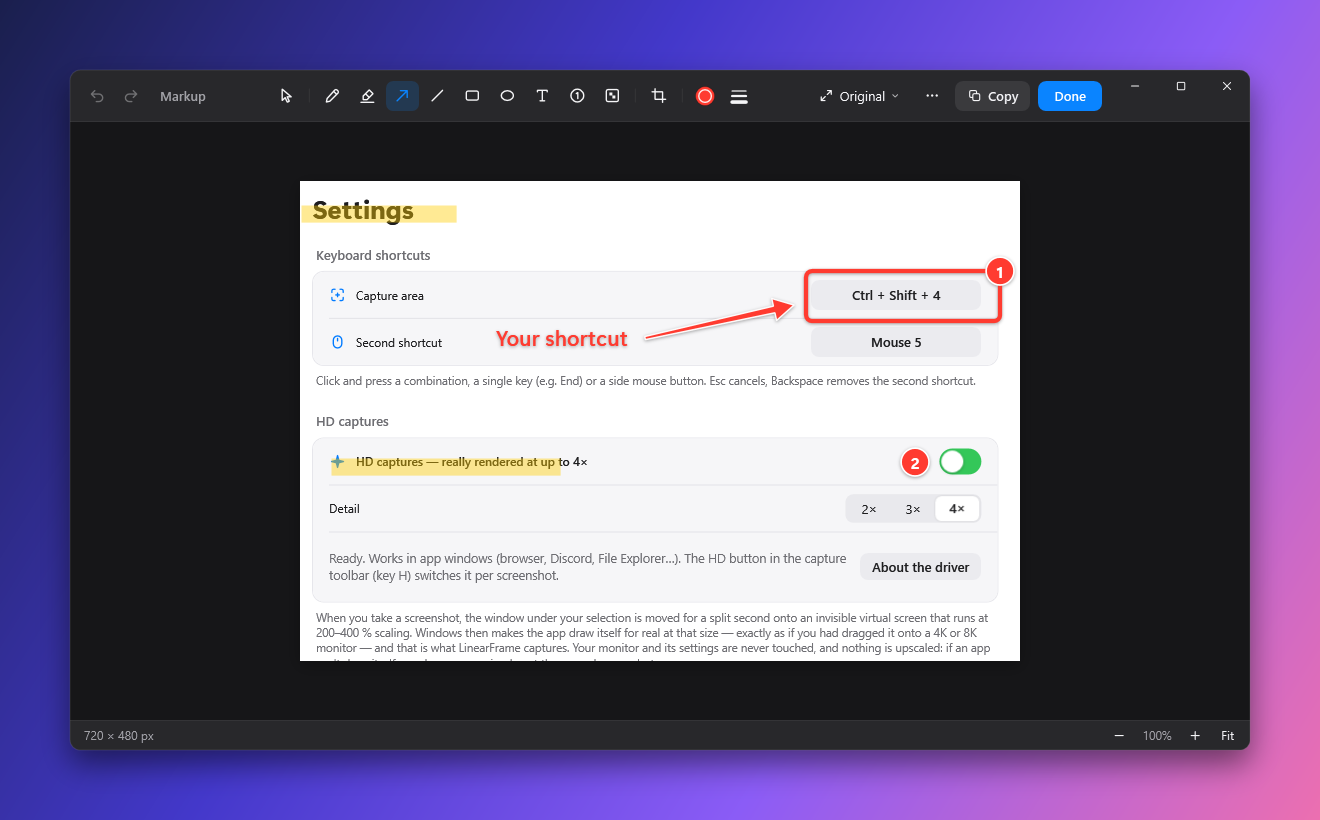 Markup
1
Original
Copy
Done
Settings
Keyboard shortcuts
1
Capture area
Ctrl + Shift + 4
Your shortcut
Second shortcut
Mouse 5
Click and press a combination, a single key (e.g. End) or a side mouse button. Esc cancels, Backspace removes the second shortcut.
HD captures
HD captures — really rendered at up to 4×
2
Detail
2×
3×
4×
Ready. Works in app windows (browser, Discord, File Explorer...). The HD button in the capture
toolbar (key H) switches it per screenshot.
About the driver
When you take a screenshot, the window under your selection is moved for a split second onto an invisible virtual screen that runs at
200–400 % scaling. Windows then makes the app draw itself for real at that size — exactly as if you had dragged it onto a 4K or 8K
monitor — and that is what LinearFrame captures. Your monitor and its settings are never touched, and nothing is upscaled: if an app
720 × 480 px
100%
Fit